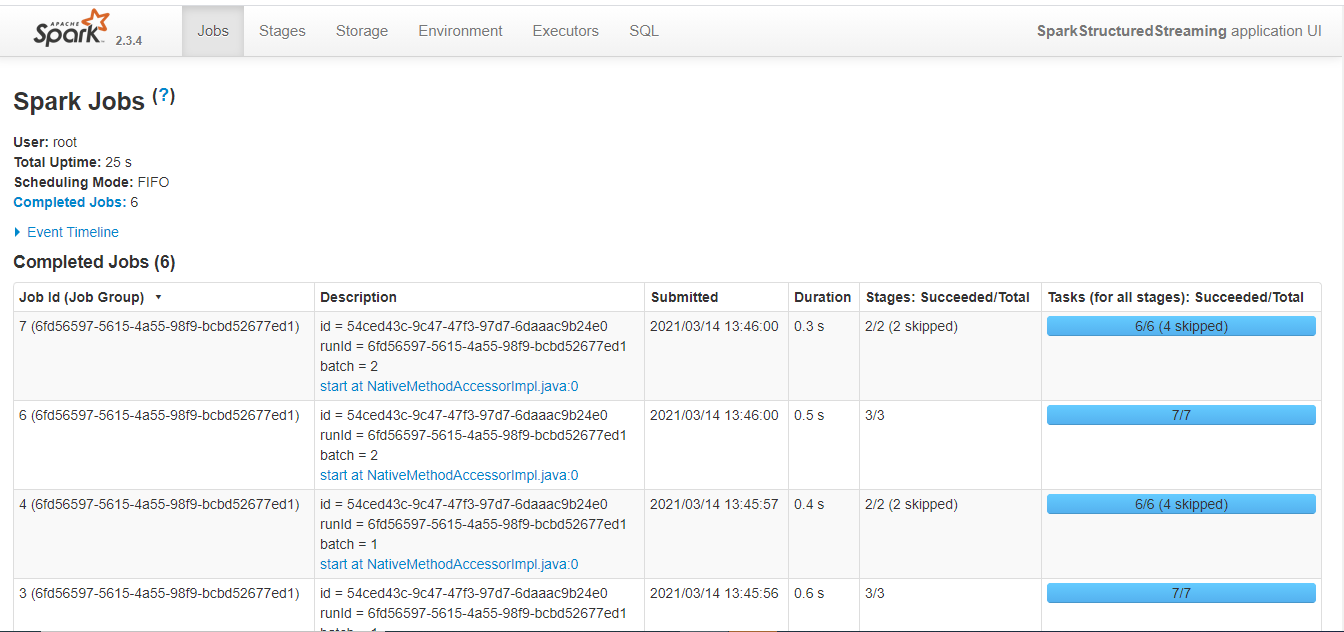 APACHE
Spark 2.3.4 Jobs Stages Storage Environment Executors SQL SparkStructuredStreaming application UI
Spark Jobs (?)
User: root
Total Uptime: 25 s
Scheduling Mode: FIFO
Completed Jobs: 6
Event Timeline
Completed Jobs (6)
Job Id (Job Group) Description Submitted Duration Stages: Succeeded/Total Tasks (for all stages): Succeeded/Total
7 (6fd56597-5615-4a55-98f9-bcbd52677ed1) id = 54ced43c-9c47-47f3-97d7-6daaac9b24e0 2021/03/14 13:46:00 0.3 s 2/2 (2 skipped) 6/6 (4 skipped)
runId = 6fd56597-5615-4a55-98f9-bcbd52677ed1
batch = 2
start at NativeMethodAccessorImpl.java:0
6 (6fd56597-5615-4a55-98f9-bcbd52677ed1) id = 54ced43c-9c47-47f3-97d7-6daaac9b24e0 2021/03/14 13:46:00 0.5 s 3/3 7/7
runId = 6fd56597-5615-4a55-98f9-bcbd52677ed1
batch = 2
start at NativeMethodAccessorImpl.java:0
4 (6fd56597-5615-4a55-98f9-bcbd52677ed1) id = 54ced43c-9c47-47f3-97d7-6daaac9b24e0 2021/03/14 13:45:57 0.4 s 2/2 (2 skipped) 6/6 (4 skipped)
runId = 6fd56597-5615-4a55-98f9-bcbd52677ed1
batch = 1
start at NativeMethodAccessorImpl.java:0
3 (6fd56597-5615-4a55-98f9-bcbd52677ed1) id = 54ced43c-9c47-47f3-97d7-6daaac9b24e0 2021/03/14 13:45:56 0.6 s 3/3 7/7
runId = 6fd56597-5615-4a55-98f9-bcbd52677ed1